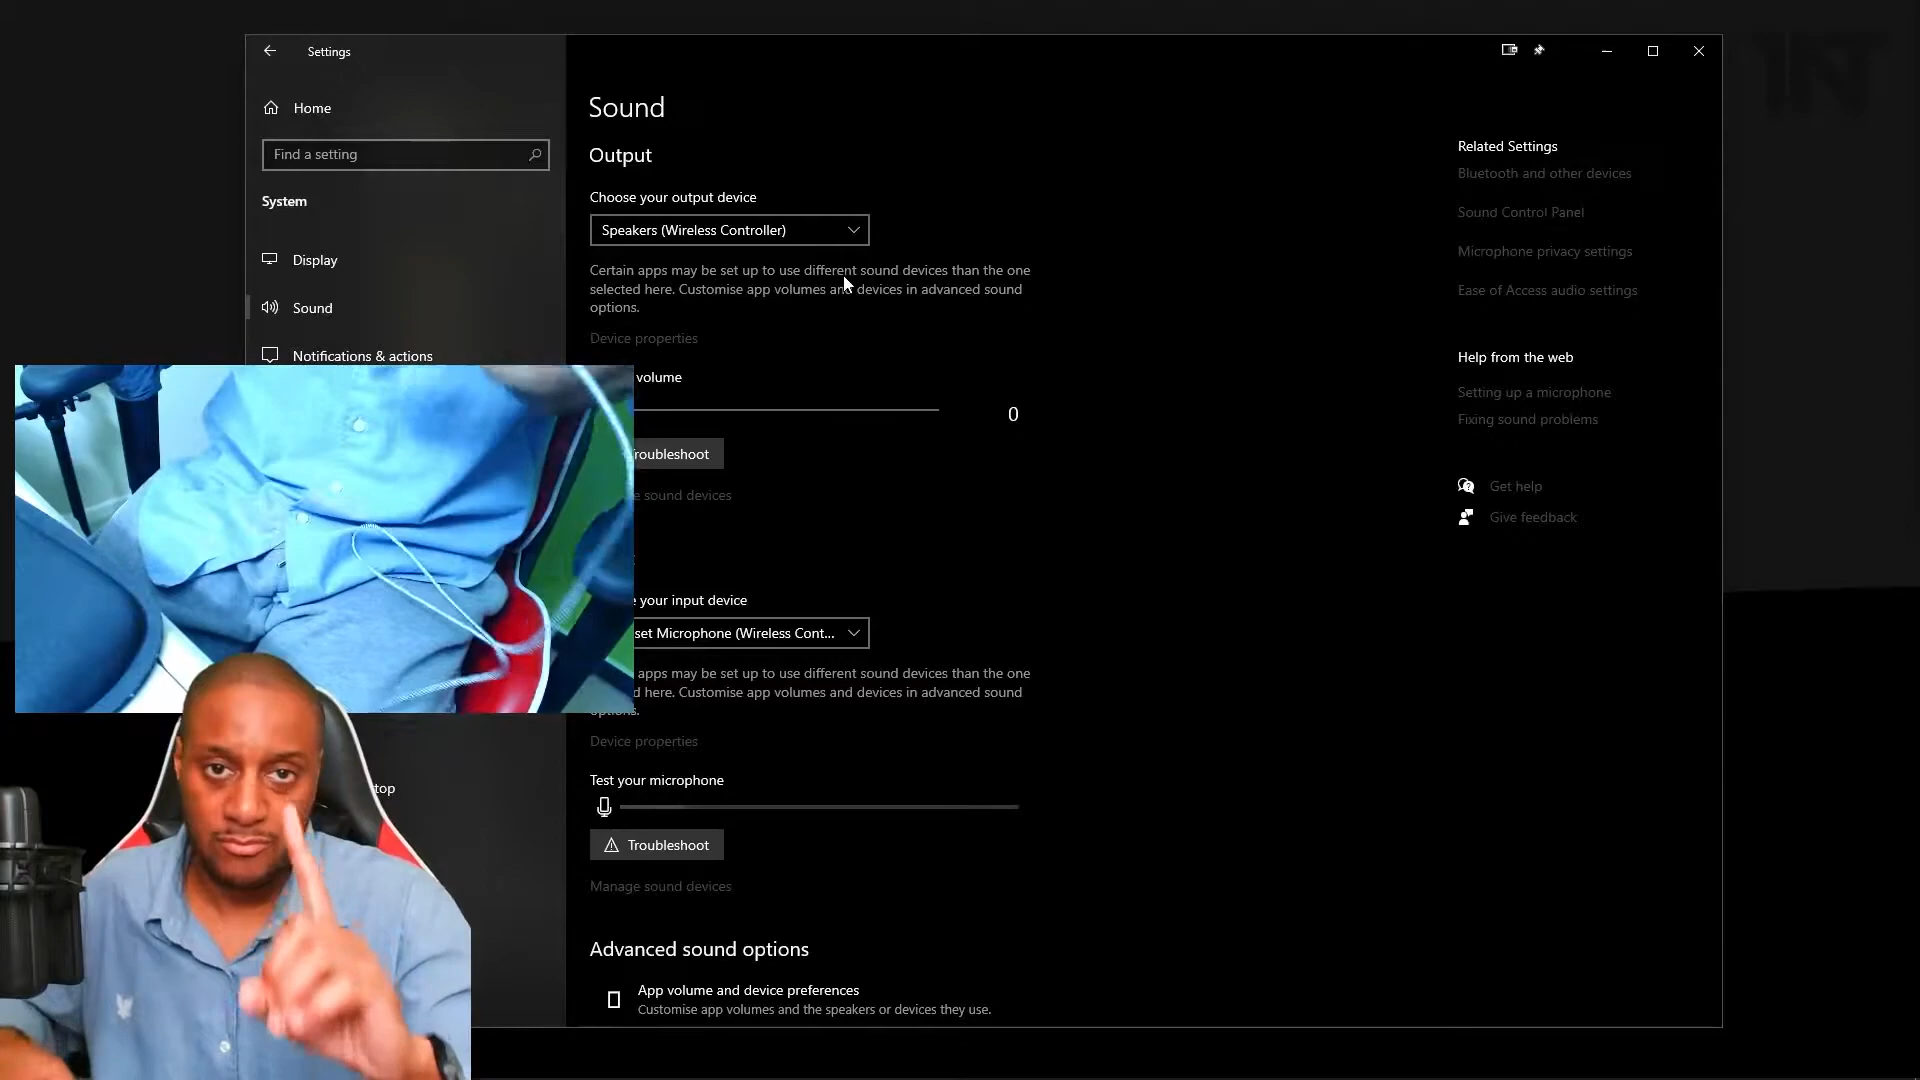 Settings
Home
Find a setting
System
Display
Sound
Notifications & actions
top
Sound
Output
Choose your output device
Speakers (Wireless Controller)
Certain apps may be set up to use different sound devices than the one
selected here. Customise app volumes and devices in advanced sound
options.
Device properties
volume
0
Troubleshoot
sound devices
your input device
set Microphone (Wireless Cont...
apps may be set up to use different sound devices than the one
here. Customise app volumes and devices in advanced sound
options.
Device properties
Test your microphone
Troubleshoot
Manage sound devices
Advanced sound options
App volume and device preferences
Customise app volumes and the speakers or devices they use.
Related Settings
Bluetooth and other devices
Sound Control Panel
Microphone privacy settings
Ease of Access audio settings
Help from the web
Setting up a microphone
Fixing sound problems
Get help
Give feedback